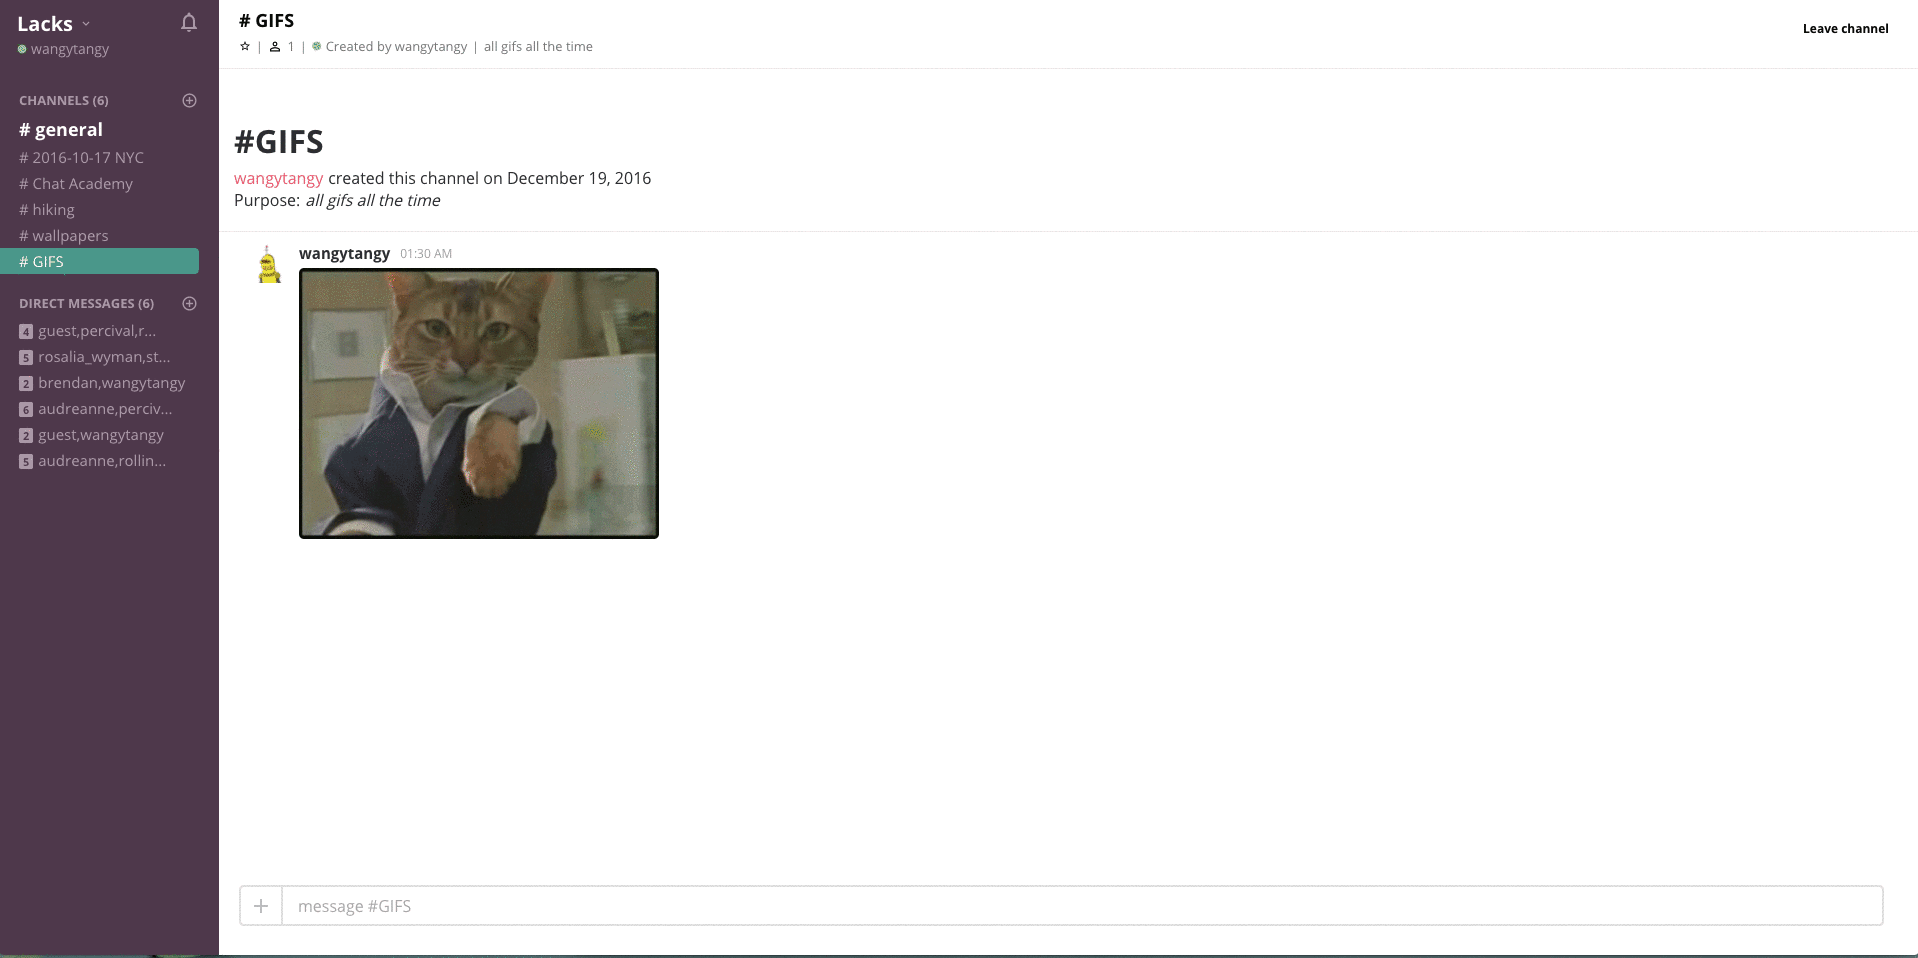 Lacks
wangytangy
CHANNELS (6)
# general
# 2016-10-17 NYC
# Chat Academy
# hiking
# wallpapers
# GIFS
DIRECT MESSAGES (6)
4 guest,percival,r...
5 rosalia_wyman,st...
2 brendan,wangytangy
6 audreanne,perciv...
2 guest,wangytangy
5 audreanne,rollin...
# GIFS
| 1 | Created by wangytangy | all gifs all the time
Leave channel
#GIFS
wangytangy created this channel on December 19, 2016
Purpose: all gifs all the time
wangytangy 01:30 AM
message #GIFS